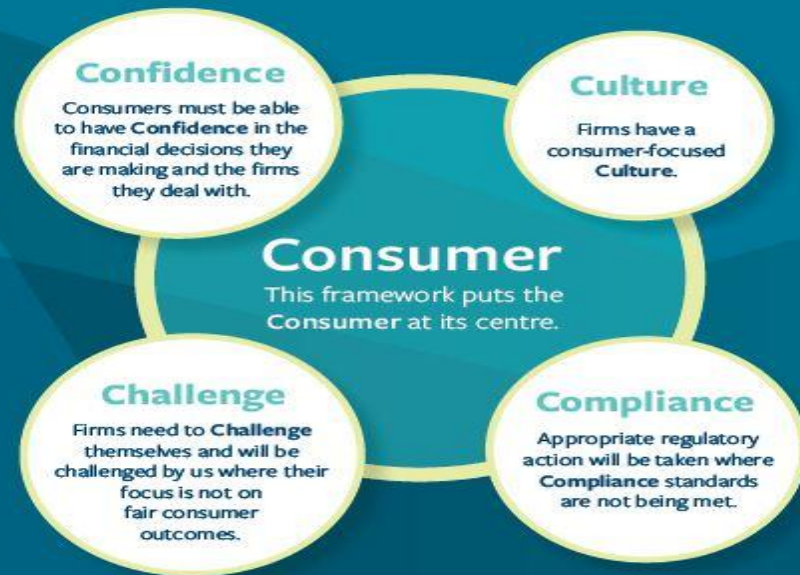 Confidence
Consumers must be able
to have Confidence in the
financial decisions they
are making and the firms
they deal with.
Culture
Firms have a
consumer-focused
Culture.
Consumer
This framework puts the
Consumer at its centre.
Challenge
Firms need to Challenge
themselves and will be
challenged by us where their
focus is not on
fair consumer
outcomes.
Compliance
Appropriate regulatory
action will be taken where
Compliance standards
are not being met.